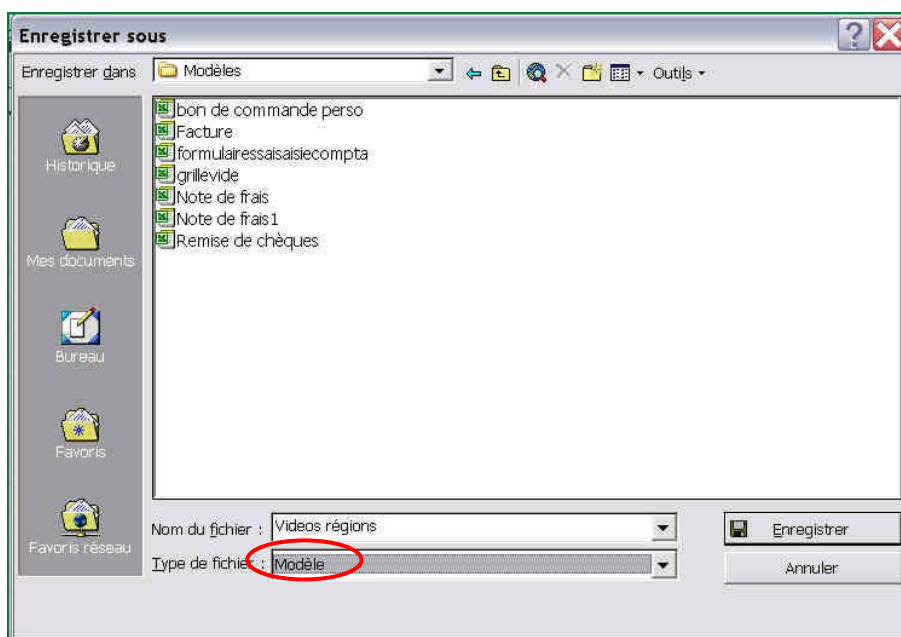 Enregistrer sous
Enregistrer dans
Modèles
Outils
Historique
Mes documents
Bureau
Favoris
Favoris réseau
bon de commande perso
Facture
formulairessaisaisiecompta
grillévide
Note de frais
Note de frais1
Remise de chèques
Nom du fichier :
Videos régions
Enregistrer
Type de fichier :
Modèle
Annuler